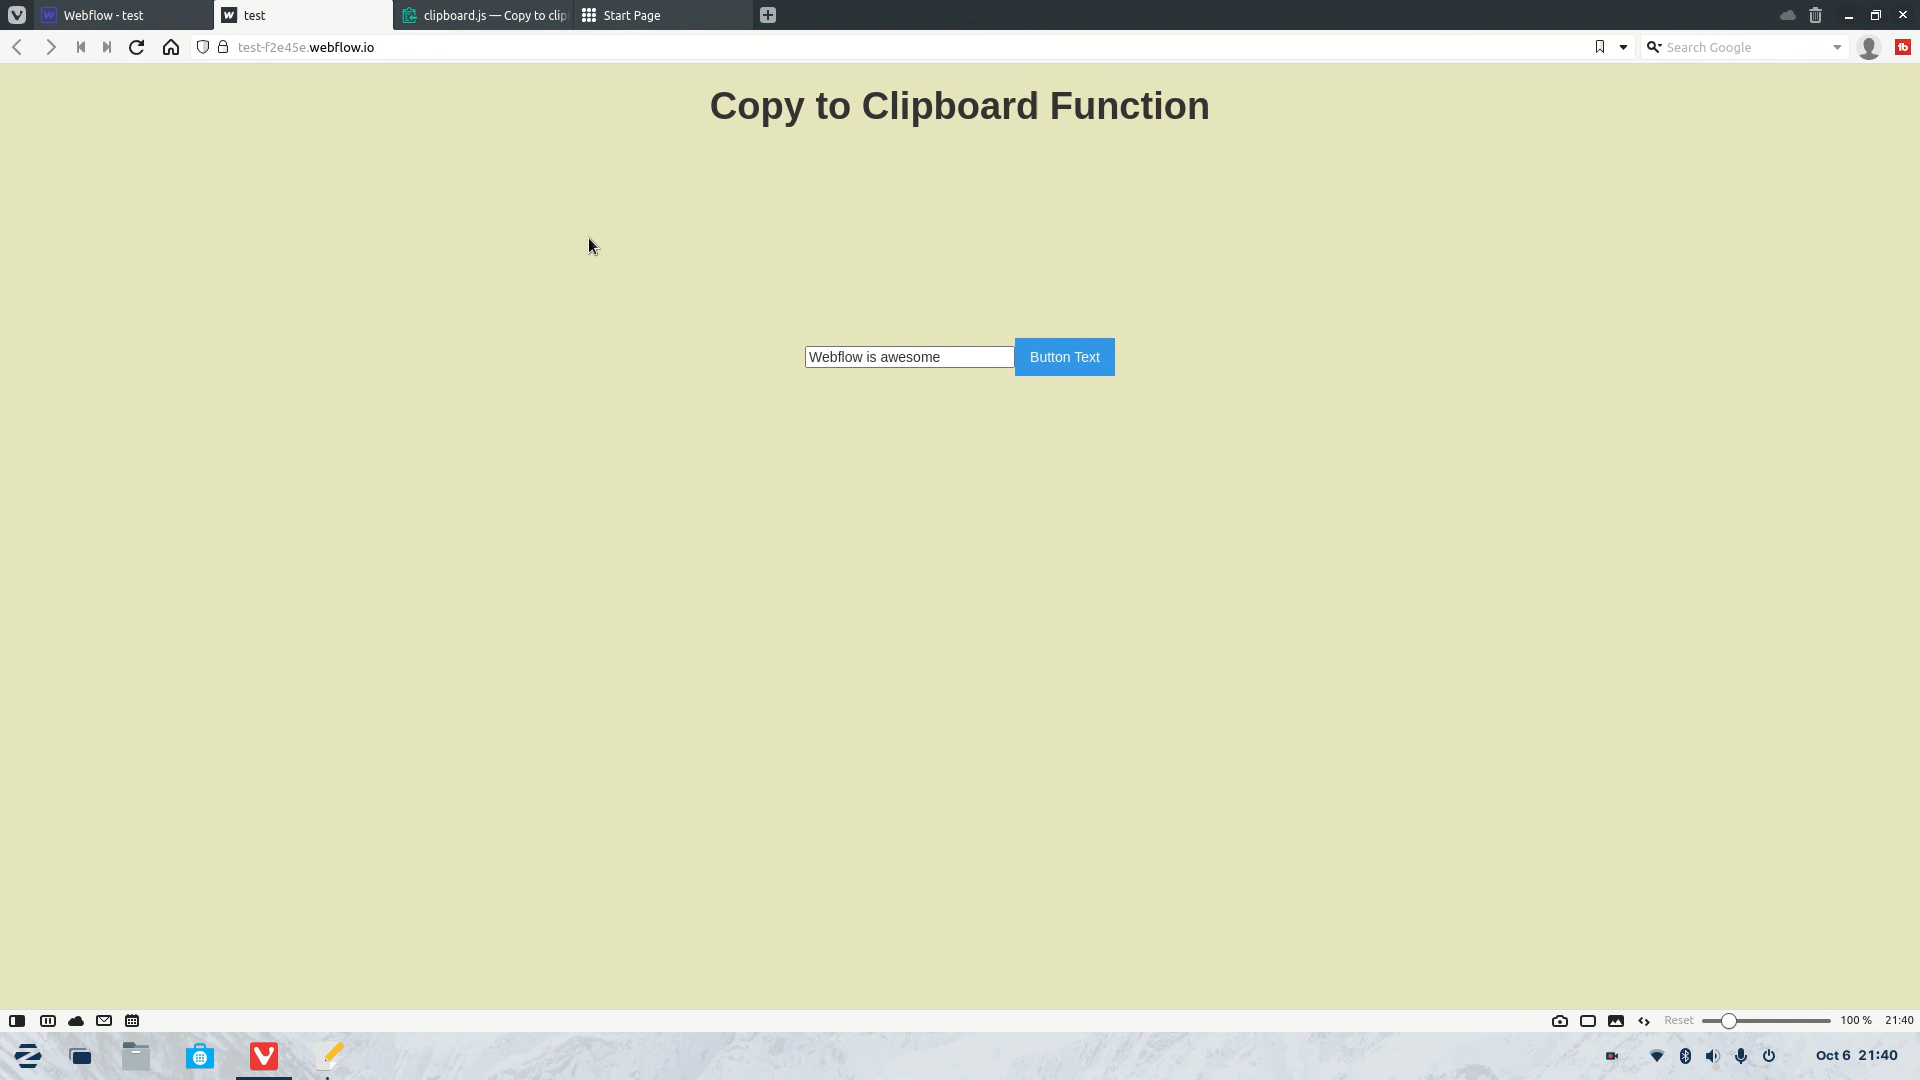 Webflow - test
test
clipboard.js — Copy to clip
Start Page
test-f2e45e.webflow.io
Search Google
Copy to Clipboard Function
Webflow is awesome
Button Text
Reset
100 %
21:40
Oct 6 21:40